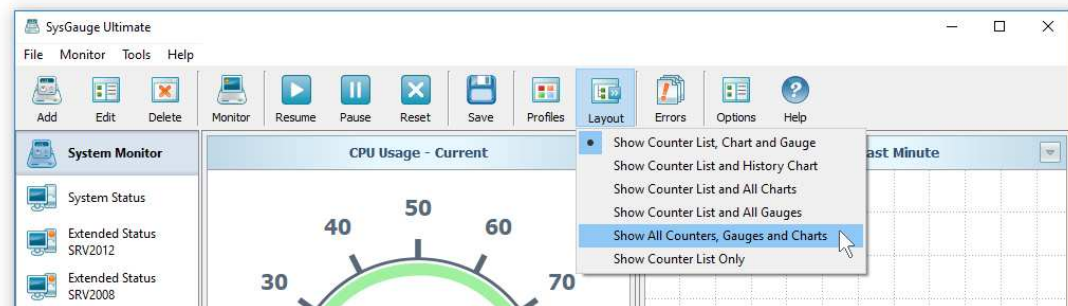 SysGauge Ultimate
File Monitor Tools Help
Add Edit Delete Monitor Resume Pause Reset Save Profiles Layout Errors Options Help
System Monitor
System Status
Extended Status
SRV2012
Extended Status
SRV2008
CPU Usage - Current
30
40
50
60
70
Show Counter List, Chart and Gauge
Show Counter List and History Chart
Show Counter List and All Charts
Show Counter List and All Gauges
Show All Counters, Gauges and Charts
Show Counter List Only
Minute